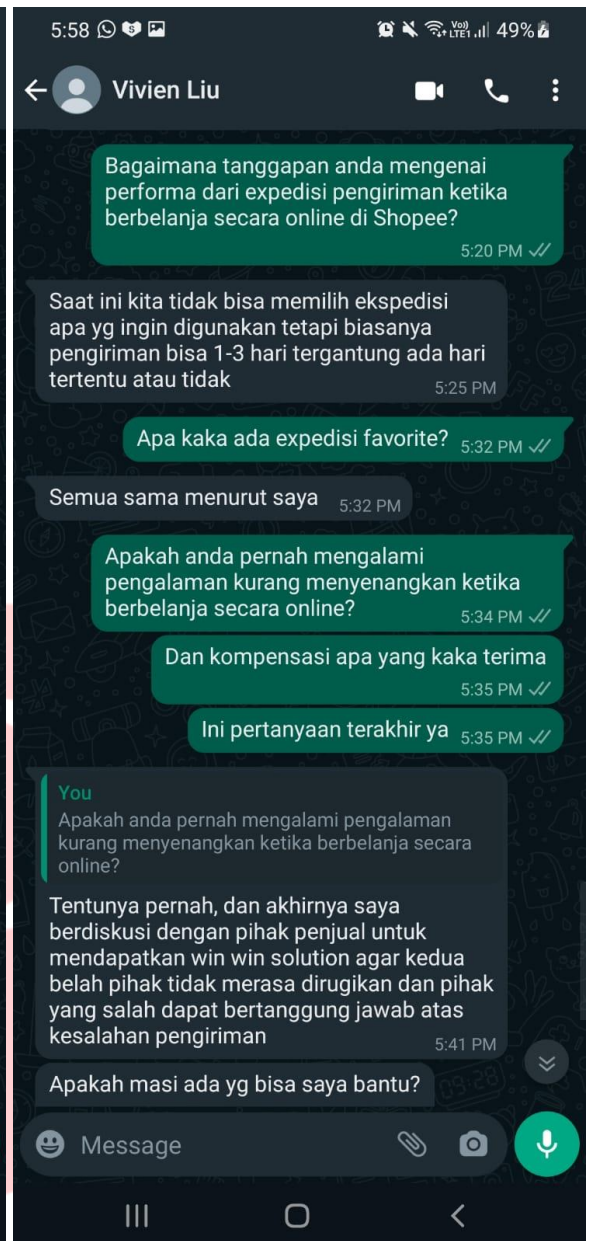 5:58
Vo))
LTE1
49%
Vivien Liu
Bagaimana tanggapan anda mengenai
performa dari expedisi pengiriman ketika
berbelanja secara online di Shopee?
5:20 PM
Saat ini kita tidak bisa memilih ekspedisi
apa yg ingin digunakan tetapi biasanya
pengiriman bisa 1-3 hari tergantung ada hari
tertentu atau tidak
5:25 PM
Apa kaka ada expedisi favorite? 5:32 PM
Semua sama menurut saya 5:32 PM
Apakah anda pernah mengalami
pengalaman kurang menyenangkan ketika
berbelanja secara online?
5:34 PM
Dan kompensasi apa yang kaka terima
5:35 PM
Ini pertanyaan terakhir ya 5:35 PM
You
Apakah anda pernah mengalami pengalaman
kurang menyenangkan ketika berbelanja secara
online?
Tentunya pernah, dan akhirnya saya
berdiskusi dengan pihak penjual untuk
mendapatkan win win solution agar kedua
belah pihak tidak merasa dirugikan dan pihak
yang salah dapat bertanggung jawab atas
kesalahan pengiriman
5:41 PM
Apakah masi ada yg bisa saya bantu?
Message